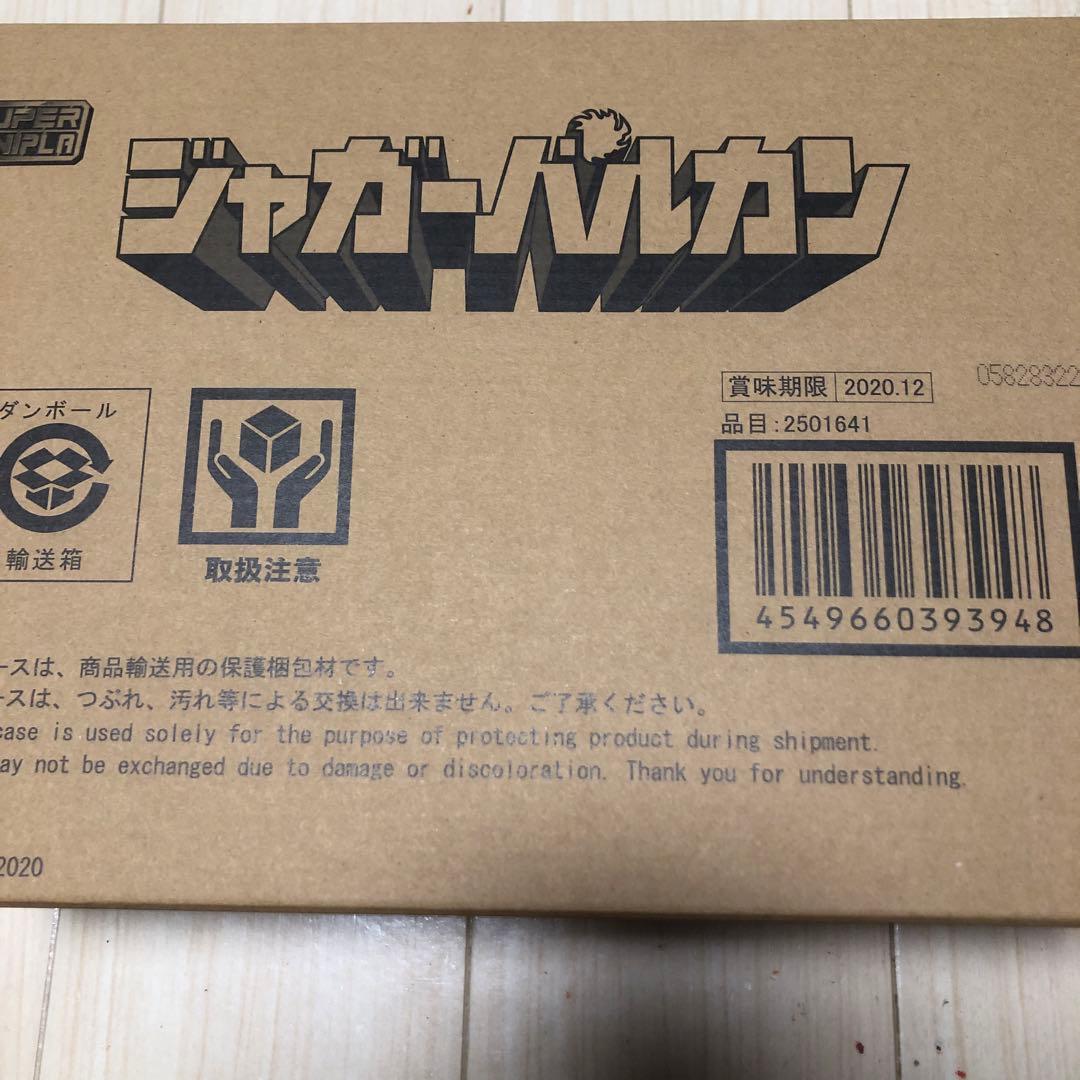 UPER
NIPLA
ジャガーバルカン
賞味期限 2020.12
05828322
品目:2501641
ダンボール
輸送箱
取扱注意
4549660393948
ースは、商品輸送用の保護梱包材です。
ースは、つぶれ、汚れ等による交換は出来ません。ご了承ください。
case is used solely for the purpose of protecting product during shipment.
ay not be exchanged due to damage or discoloration. Thank you for understanding.
2020